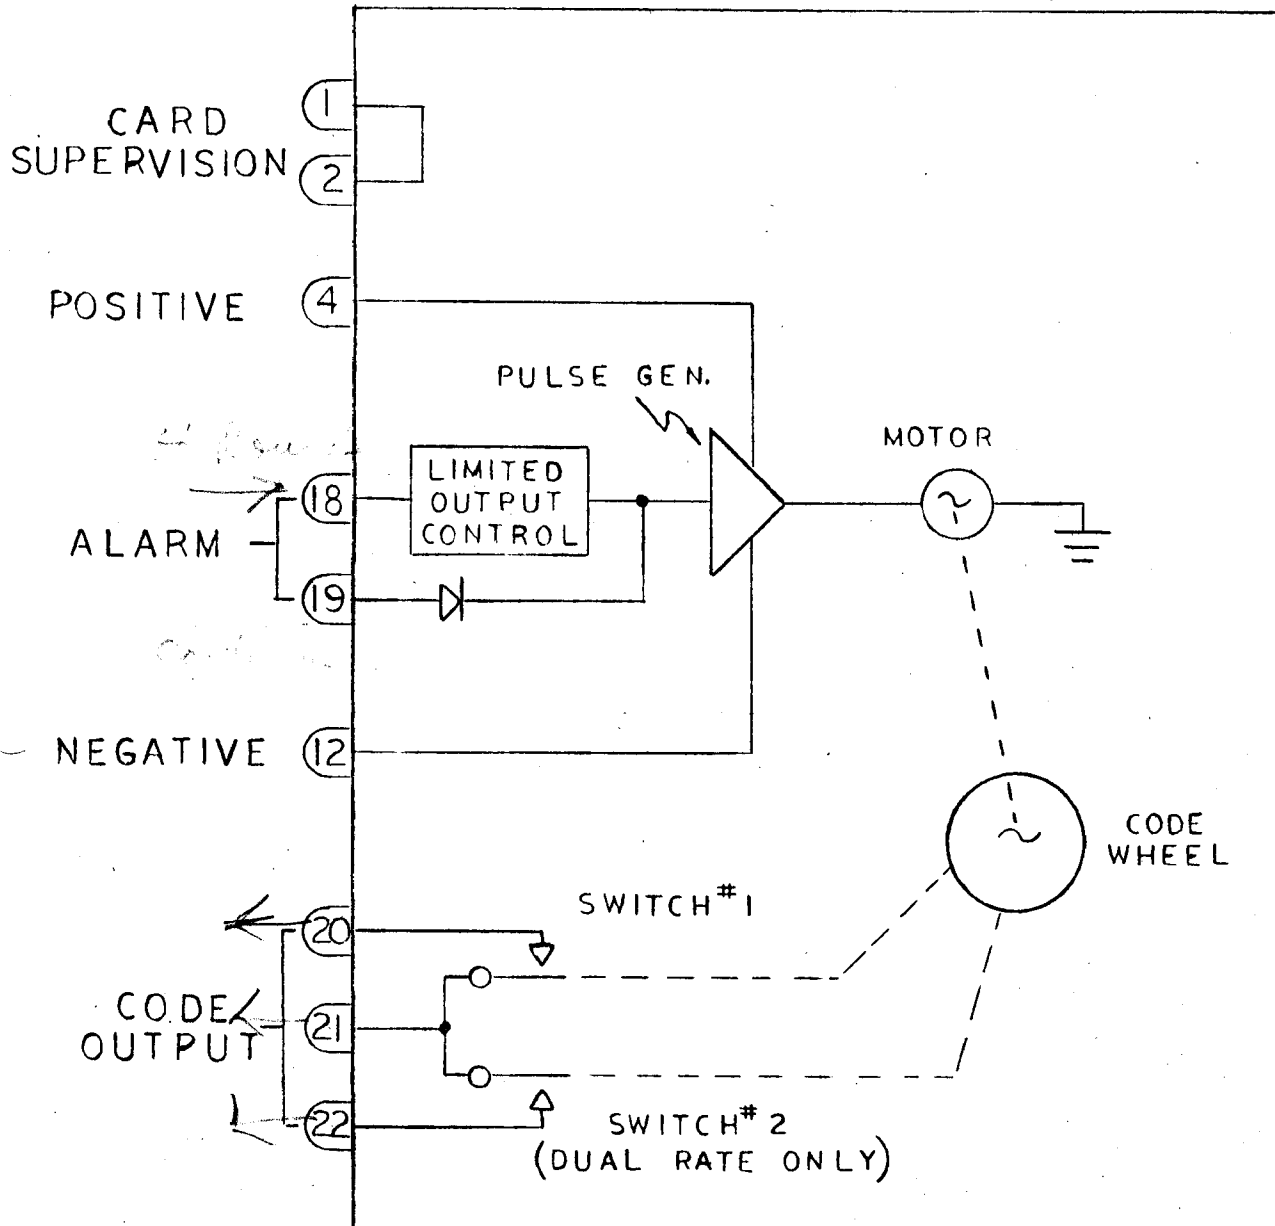 1
CARD
SUPERVISION
2
POSITIVE
4
PULSE GEN.
MOTOR
18
LIMITED
OUTPUT
CONTROL
ALARM
19
NEGATIVE
12
CODE
WHEEL
SWITCH #1
20
CODE
OUTPUT
21
22
SWITCH #2
(DUAL RATE ONLY)